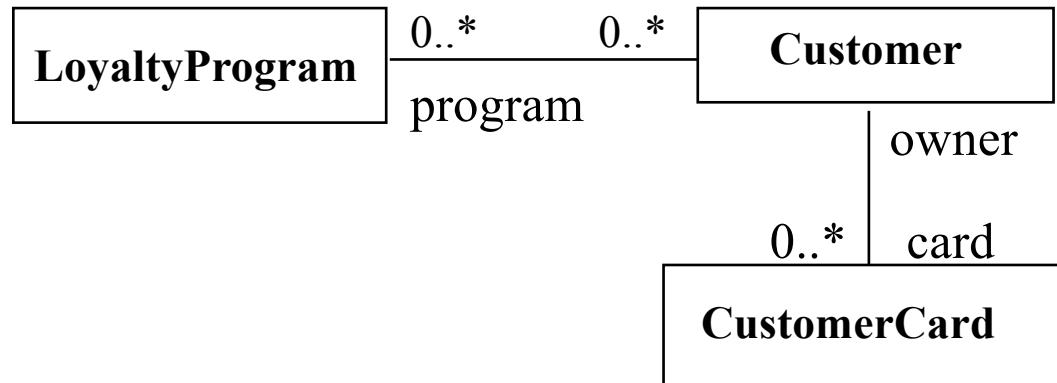 0..* 0..*
LoyaltyProgram
Customer
program
owner
0..* card
CustomerCard